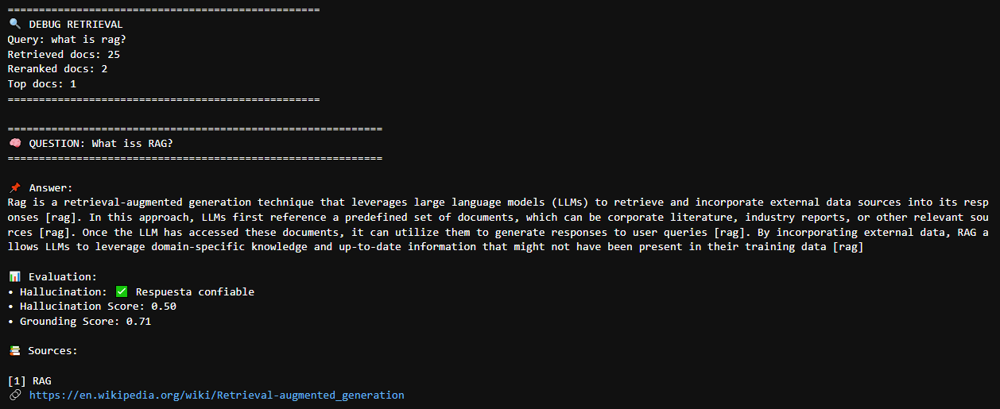 ==================================================
🔍 DEBUG RETRIEVAL
Query: what is rag?
Retrieved docs: 25
Reranked docs: 2
Top docs: 1
==================================================
============================================================
🧠 QUESTION: What iss RAG?
============================================================
📌 Answer:
Rag is a retrieval-augmented generation technique that leverages large language models (LLMs) to retrieve and incorporate external data sources into its resp
onses [rag]. In this approach, LLMs first reference a predefined set of documents, which can be corporate literature, industry reports, or other relevant sou
rces [rag]. Once the LLM has accessed these documents, it can utilize them to generate responses to user queries [rag]. By incorporating external data, RAG a
llows LLMs to leverage domain-specific knowledge and up-to-date information that might not have been present in their training data [rag]
📊 Evaluation:
• Hallucination: ✅ Respuesta confiable
• Hallucination Score: 0.50
• Grounding Score: 0.71
📚 Sources:
[1] RAG
🔗 https://en.wikipedia.org/wiki/Retrieval-augmented_generation